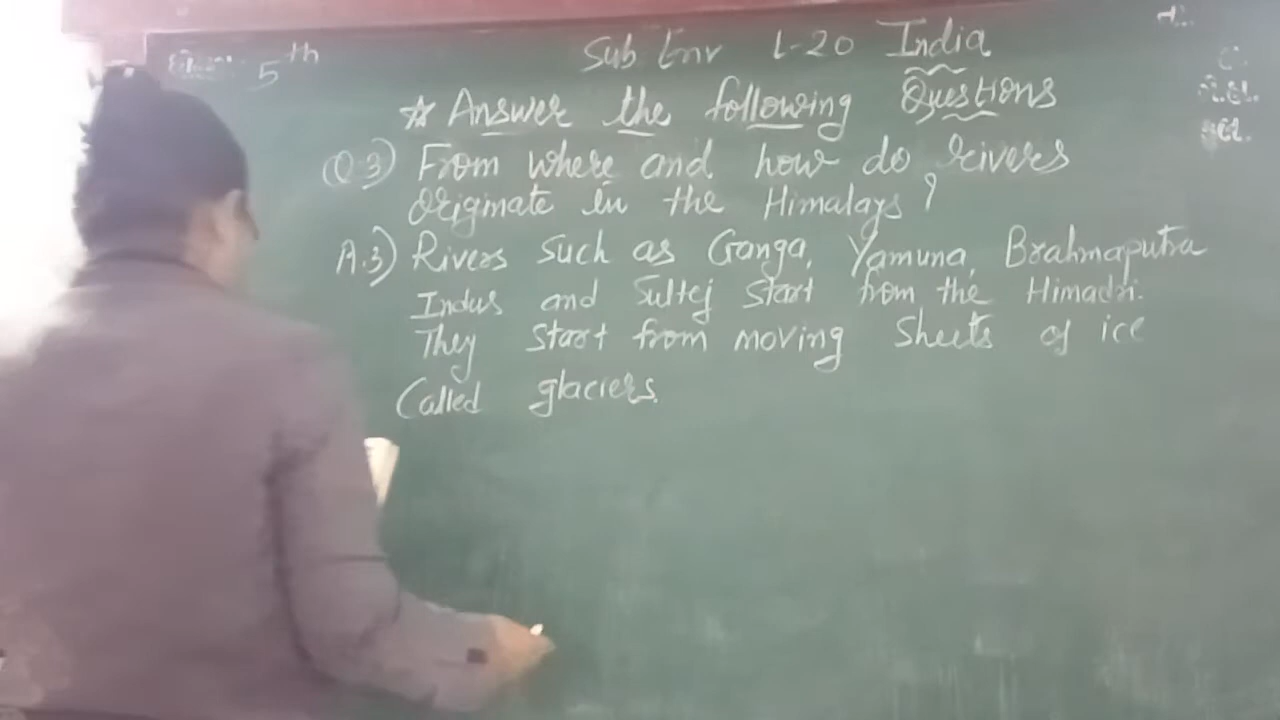 5th
Sub Env L-20 India
☆ Answer the following Questions
Q.3) From where and how do rivers
Originate in the Himalays?
A.3) Rivers Such as Ganga, Yamuna, Brahmaputra
Indus and Sultej Start from the Himadri.
They Start from moving Sheets of ice
Called glaciers.